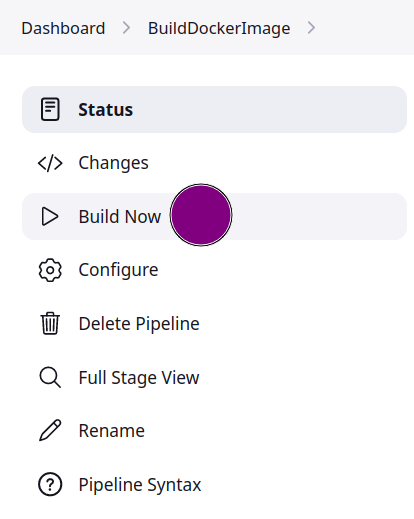 Dashboard > BuildDockerImage >
Status
Changes
Build Now
Configure
Delete Pipeline
Full Stage View
Rename
Pipeline Syntax